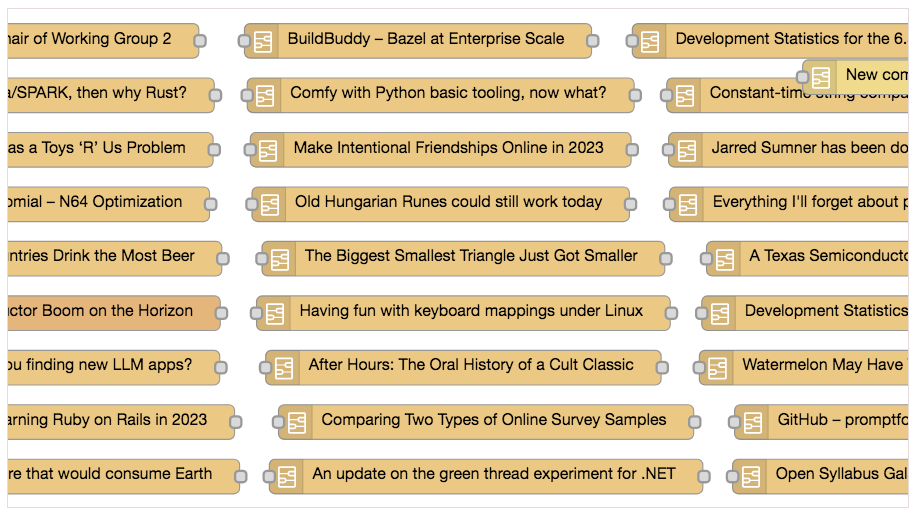 hair of Working Group 2
BuildBuddy – Bazel at Enterprise Scale
Development Statistics for the 6.
New com
a/SPARK, then why Rust?
Comfy with Python basic tooling, now what?
Constant-time string compa
as a Toys ‘R’ Us Problem
Make Intentional Friendships Online in 2023
Jarred Sumner has been do
omial – N64 Optimization
Old Hungarian Runes could still work today
Everything I'll forget about p
untries Drink the Most Beer
The Biggest Smallest Triangle Just Got Smaller
A Texas Semiconducto
uctor Boom on the Horizon
Having fun with keyboard mappings under Linux
Development Statistics
ou finding new LLM apps?
After Hours: The Oral History of a Cult Classic
Watermelon May Have
arning Ruby on Rails in 2023
Comparing Two Types of Online Survey Samples
GitHub – promptfo
re that would consume Earth
An update on the green thread experiment for .NET
Open Syllabus Gal